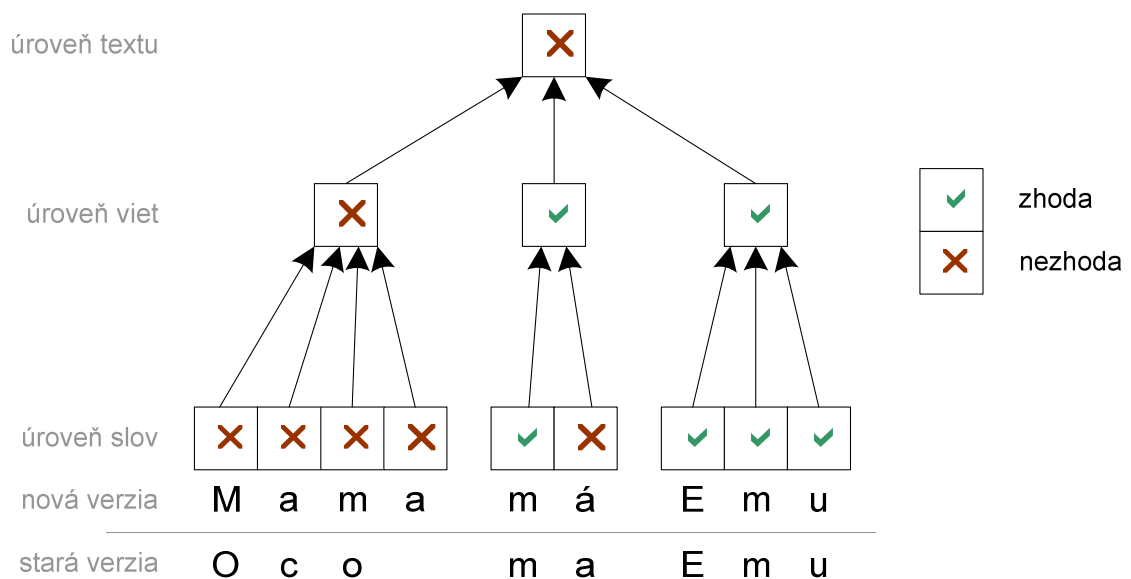 úroveň textu
úroveň viet
zhoda
nezhoda
úroveň slov
nová verzia M a m a m á E m u
stará verzia O c o m a E m u